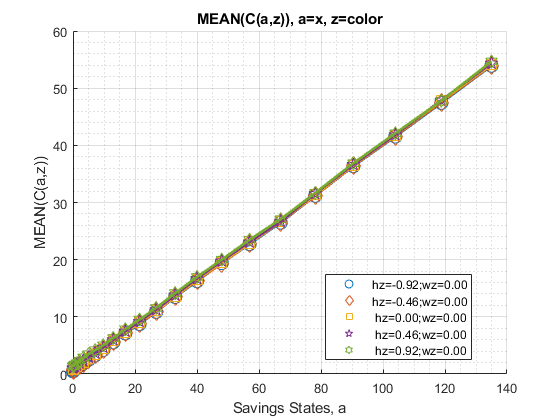 MEAN(C(a,z)), a=x, z=color
MEAN(C(a,z))
60
50
40
30
20
10
0
hz=-0.92;wz=0.00
hz=-0.46;wz=0.00
hz=0.00;wz=0.00
hz=0.46;wz=0.00
hz=0.92;wz=0.00
0 20 40 60 80 100 120 140
Savings States, a